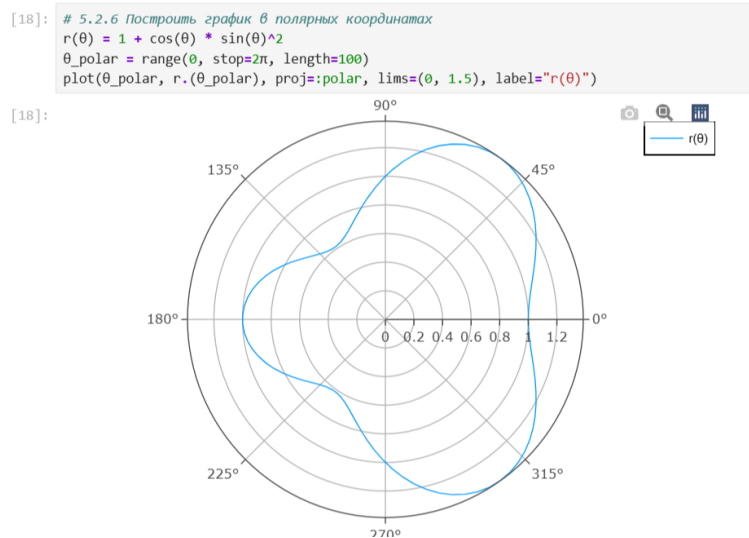 [18]: # 5.2.6 Построить график в полярных координатах
r(θ) = 1 + cos(θ) * sin(θ)^2
θ_polar = range(0, stop=2π, length=100)
plot(θ_polar, r.(θ_polar), proj=:polar, lims=(0, 1.5), label="r(θ)")
[18]:
90°
r(θ)
135°
45°
180°
0°
0 0.2 0.4 0.6 0.8 1 1.2
225°
315°
270°